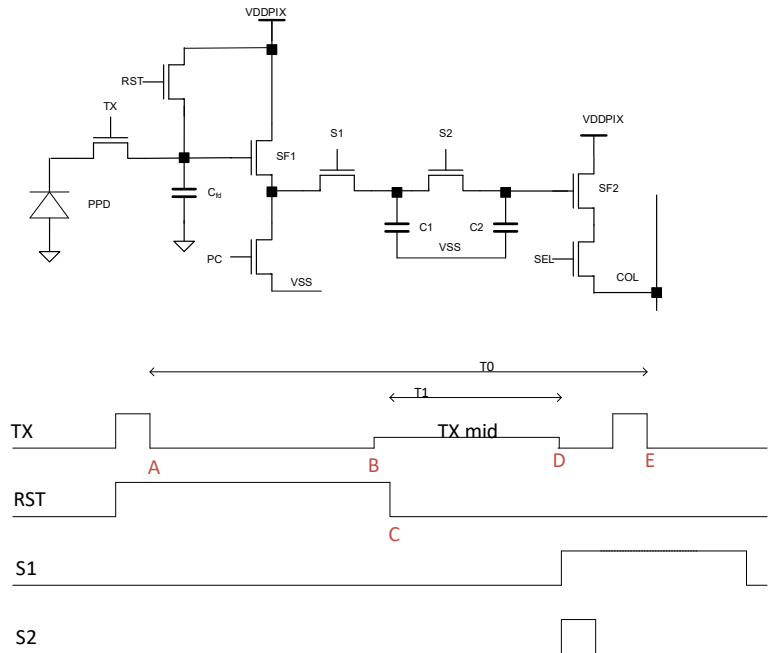 VDDPIX
RST
TX
S1
S2
VDDPIX
SF1
SF2
PPD
Cfd
C1
C2
VSS
PC
VSS
SEL
COL
T0
T1
TX
TX mid
A
B
D
E
RST
C
S1
S2